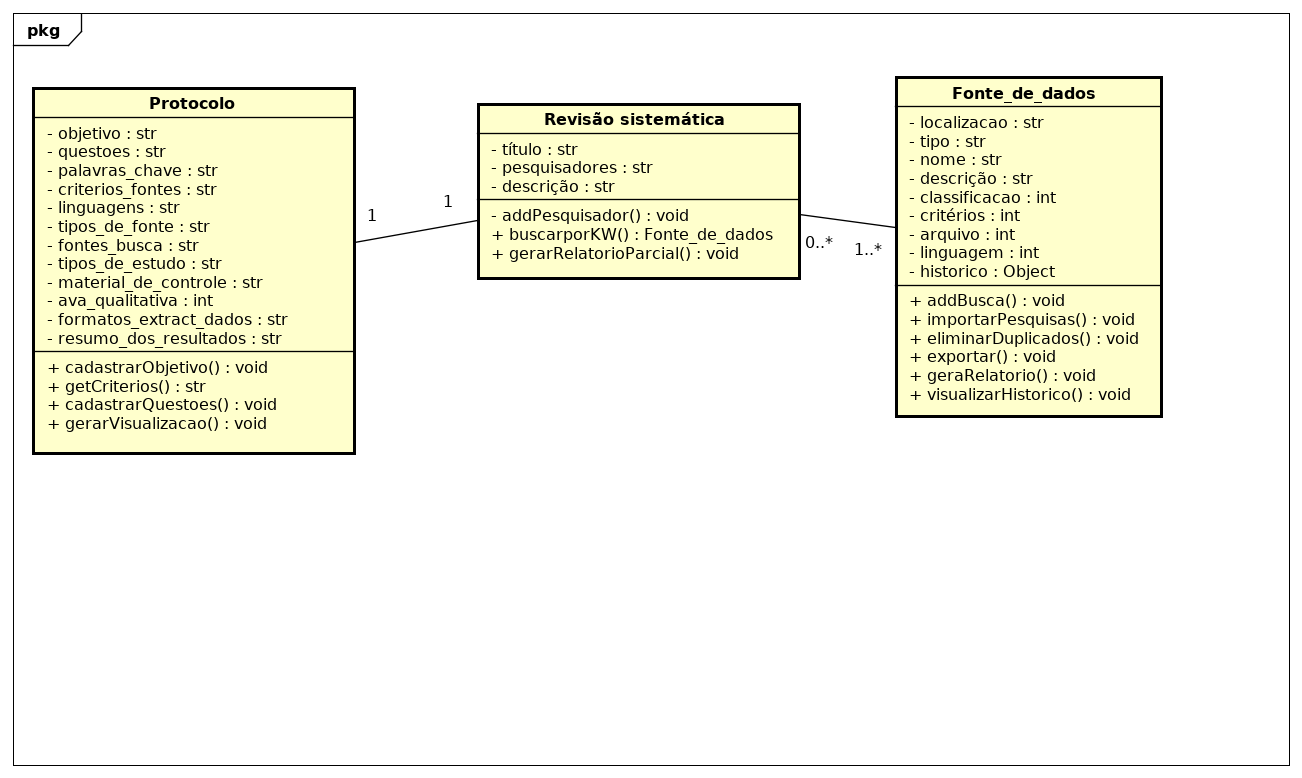 pkg
Protocolo
- objetivo : str
- questoes : str
- palavras_chave : str
- criterios_fontes : str
- linguagens : str
- tipos_de_fonte : str
- fontes_busca : str
- tipos_de_estudo : str
- material_de_controle : str
- ava_qualitativa : int
- formatos_extract_dados : str
- resumo_dos_resultados : str
+ cadastrarObjetivo() : void
+ getCriterios() : str
+ cadastrarQuestoes() : void
+ gerarVisualizacao() : void
1
1
Revisão sistemática
- título : str
- pesquisadores : str
- descrição : str
- addPesquisador() : void
+ buscarporKW() : Fonte_de_dados
+ gerarRelatorioParcial() : void
0..*
1..*
Fonte_de_dados
- localizacao : str
- tipo : str
- nome : str
- descrição : str
- classificacao : int
- critérios : int
- arquivo : int
- linguagem : int
- historico : Object
+ addBusca() : void
+ importarPesquisas() : void
+ eliminarDuplicados() : void
+ exportar() : void
+ geraRelatorio() : void
+ visualizarHistorico() : void